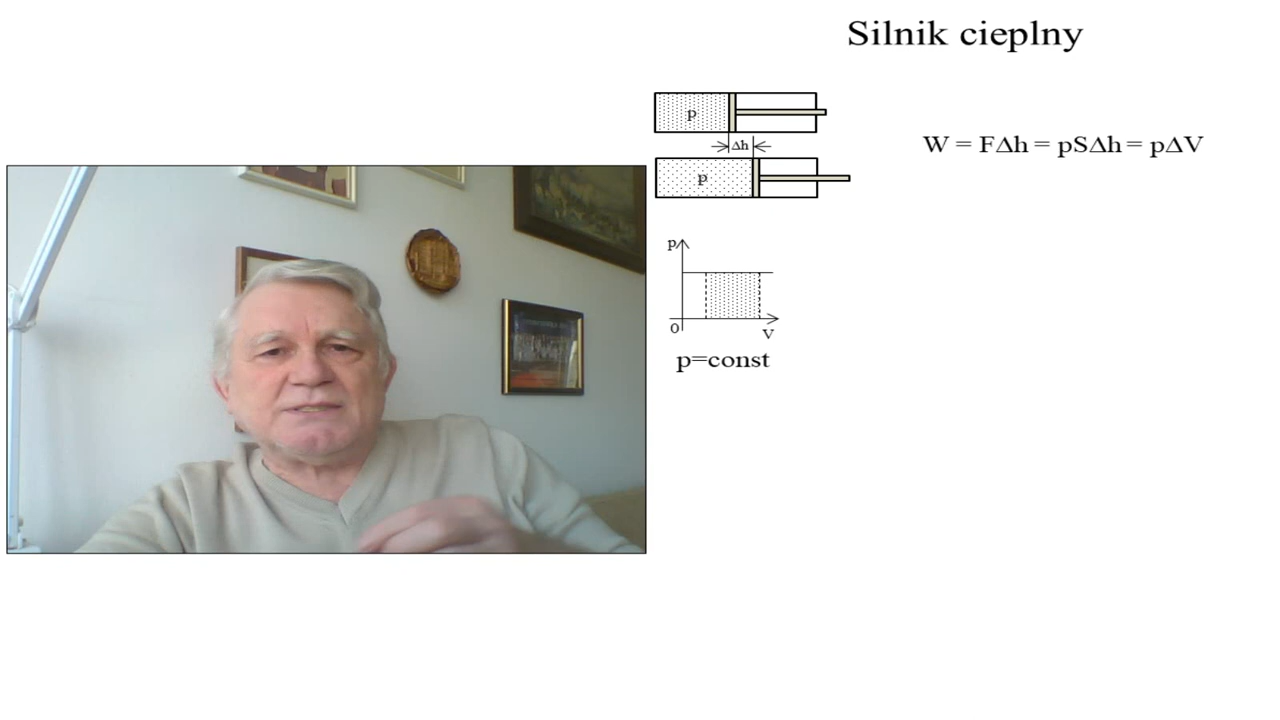 Silnik cieplny
p
Δh
p
W = FΔh = pSΔh = pΔV
p
0
V
p=const